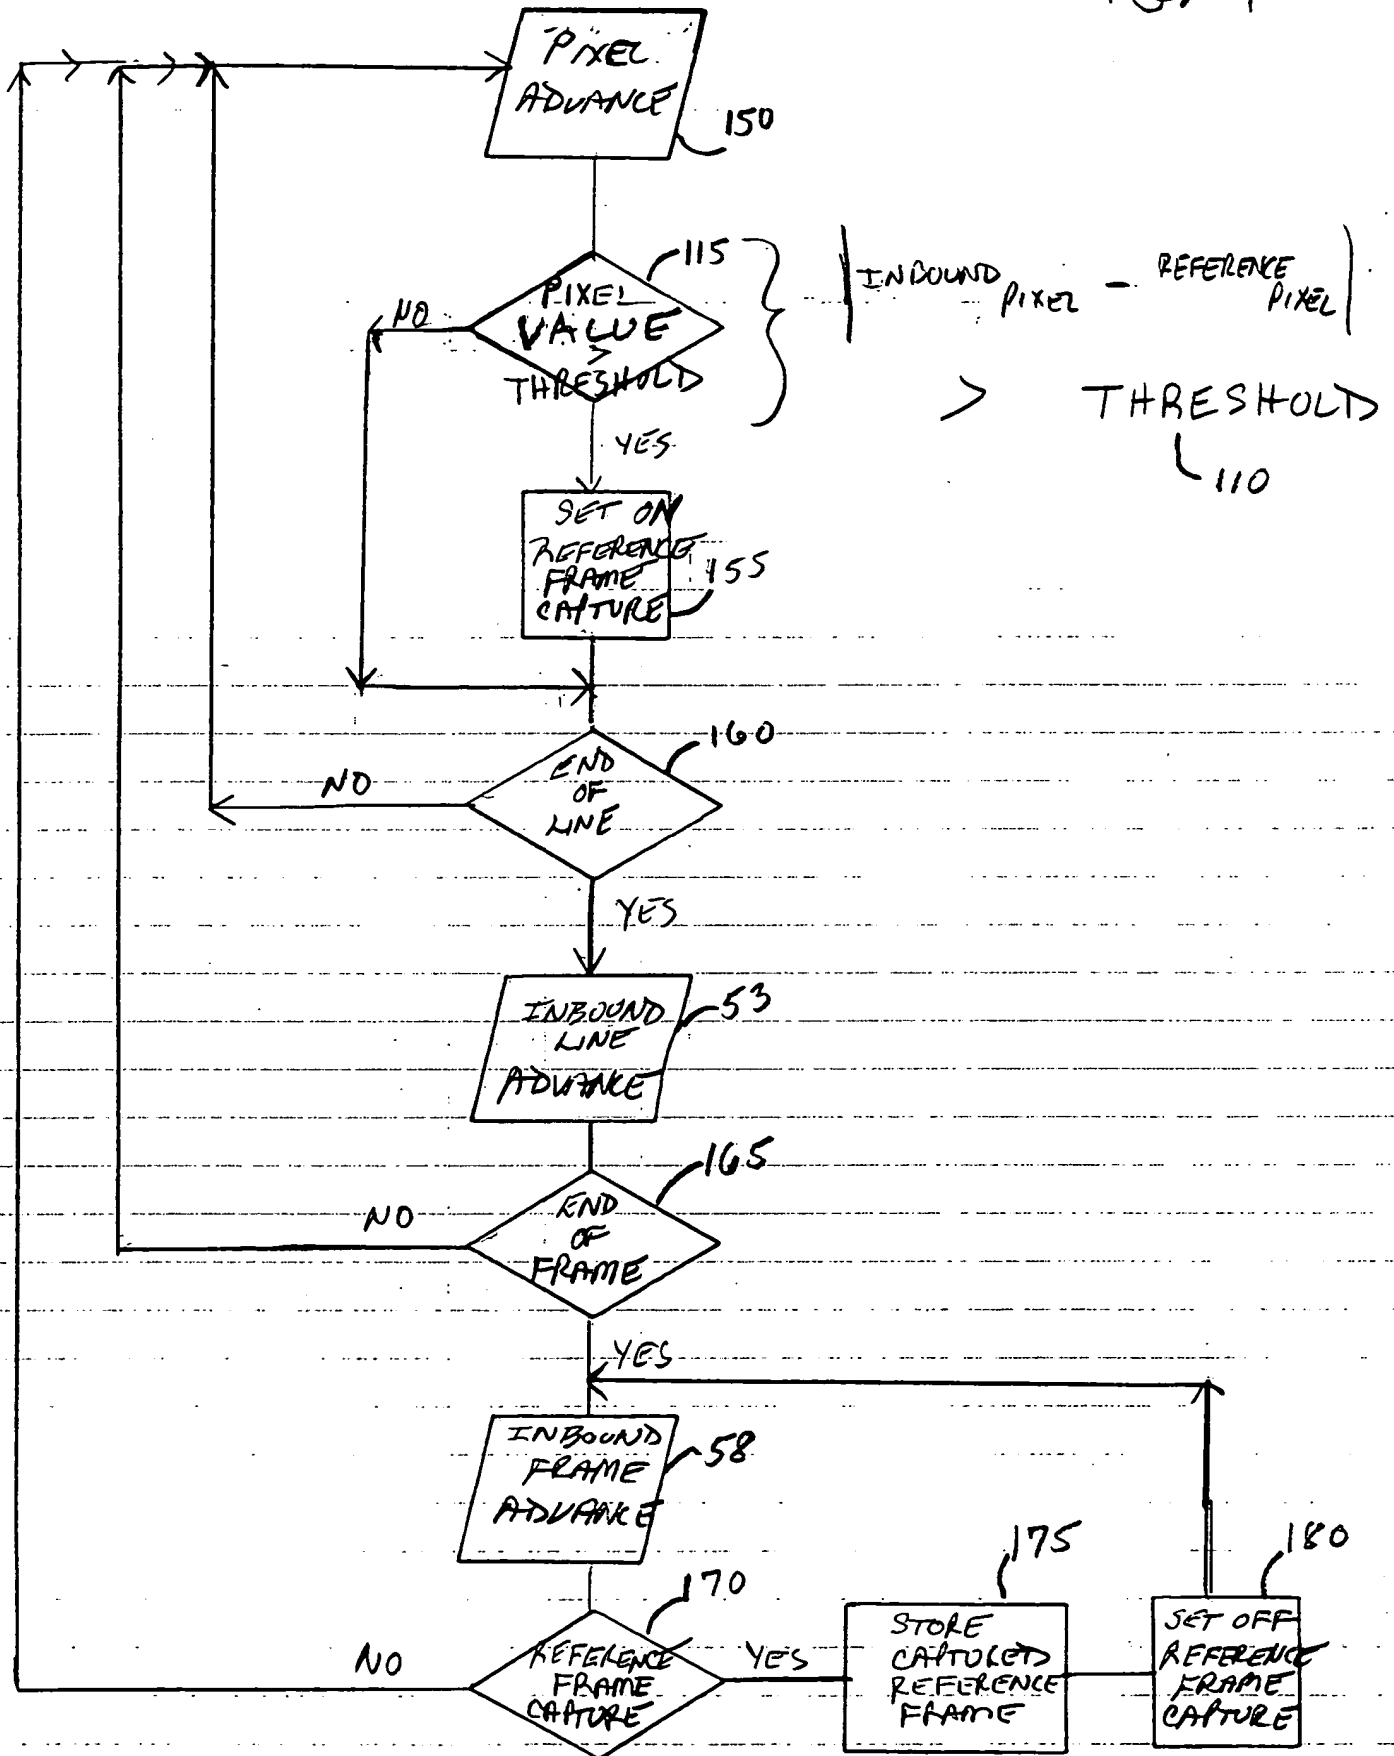 PIXEL
ADVANCE
150
115
PIXEL
VALUE
>
THRESHOLD
NO
| INBOUND PIXEL - REFERENCE PIXEL |
> THRESHOLD
110
YES
SET ON
REFERENCE
FRAME
CAPTURE
155
160
END
OF
LINE
NO
YES
INBOUND
LINE
ADVANCE
53
165
END
OF
FRAME
NO
YES
INBOUND
FRAME
ADVANCE
58
170
REFERENCE
FRAME
CAPTURE
NO
YES
175
STORE
CAPTURED
REFERENCE
FRAME
180
SET OFF
REFERENCE
FRAME
CAPTURE